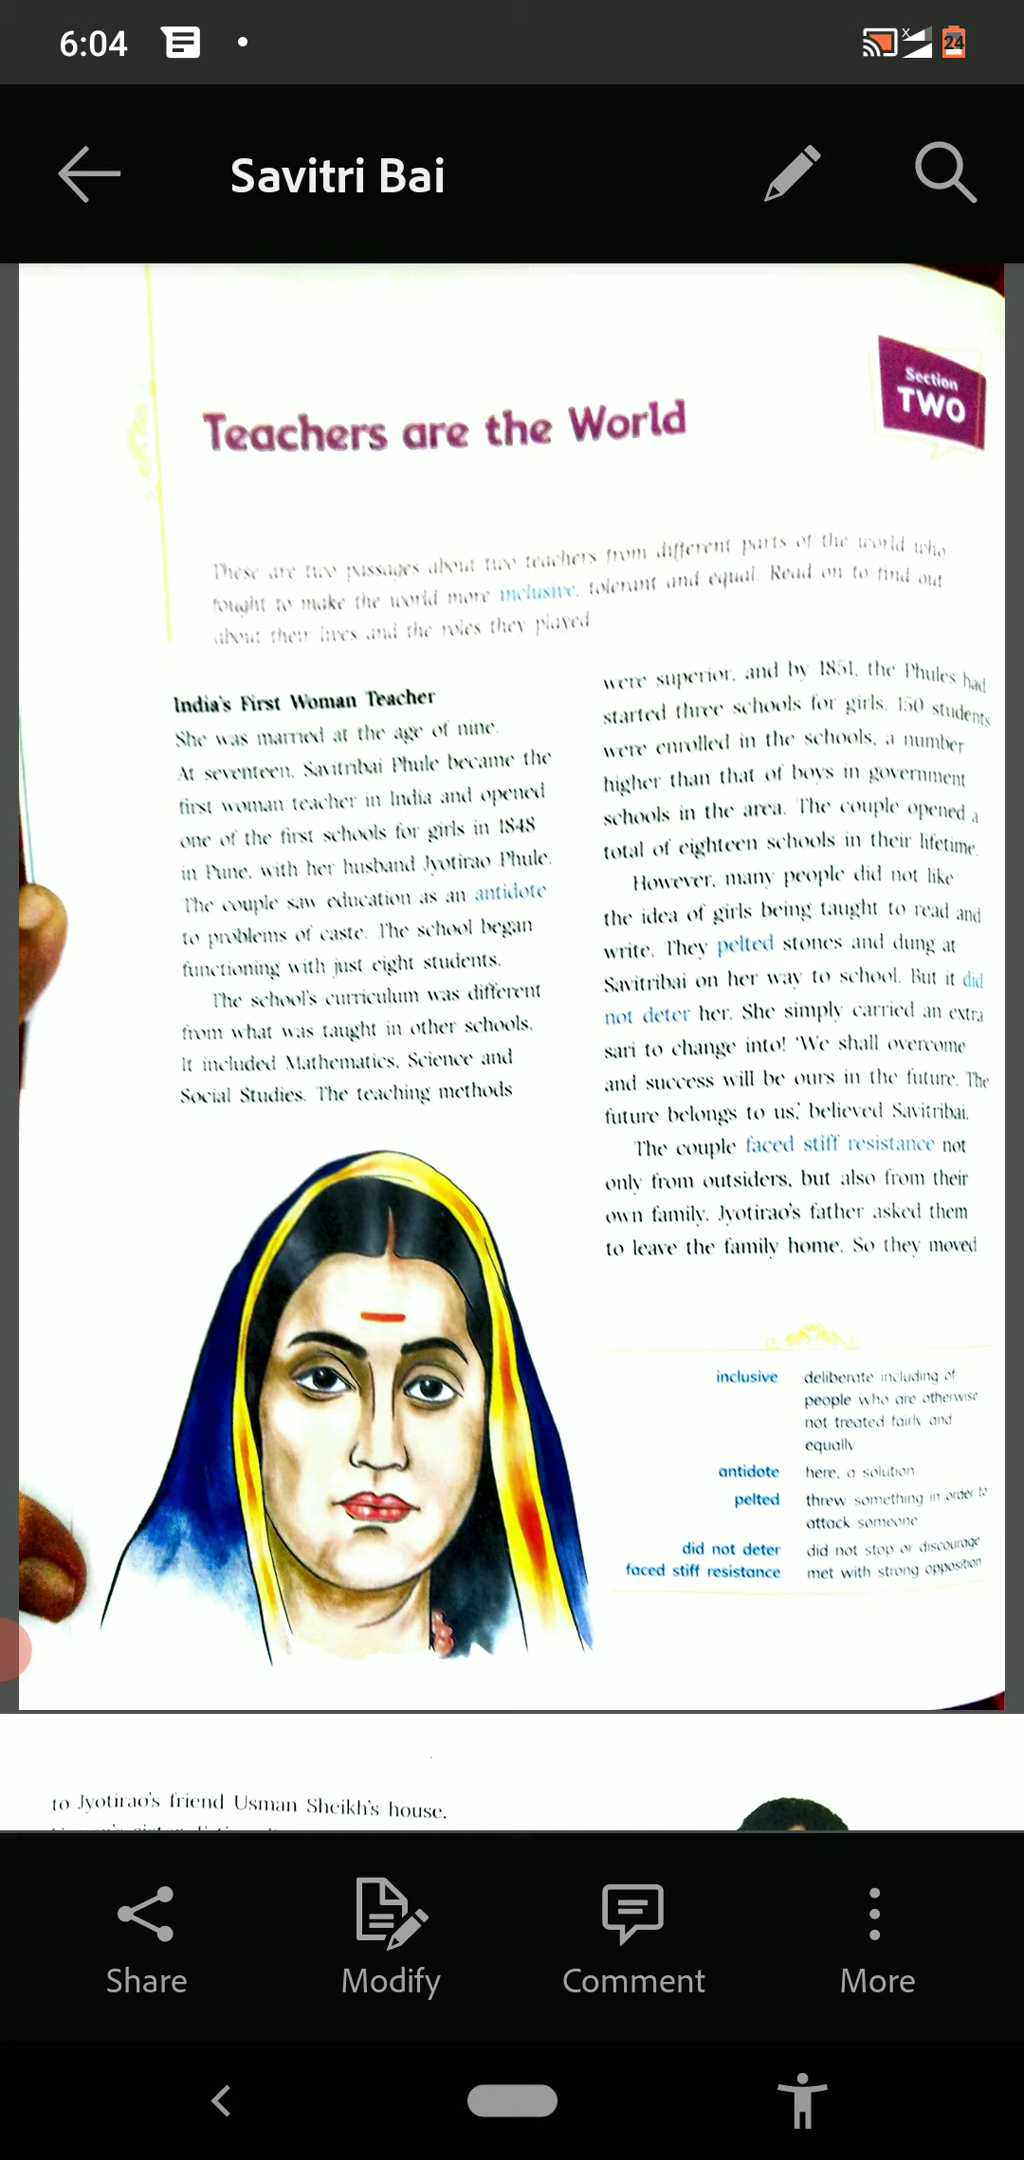 6:04
24
Savitri Bai
Section
TWO
Teachers are the World
These are two passages about two teachers from different parts of the world who
fought to make the world more inclusive, tolerant and equal. Read on to find out
about their lives and the roles they played.
India's First Woman Teacher
She was married at the age of nine.
At seventeen, Savitribai Phule became the
first woman teacher in India and opened
one of the first schools for girls in 1848
in Pune, with her husband Jyotirao Phule.
The couple saw education as an antidote
to problems of caste. The school began
functioning with just eight students.
The school's curriculum was different
from what was taught in other schools.
It included Mathematics, Science and
Social Studies. The teaching methods
were superior, and by 1851, the Phules had
started three schools for girls. 150 students
were enrolled in the schools, a number
higher than that of boys in government
schools in the area. The couple opened a
total of eighteen schools in their lifetime.
However, many people did not like
the idea of girls being taught to read and
write. They pelted stones and dung at
Savitribai on her way to school. But it did
not deter her. She simply carried an extra
sari to change into! 'We shall overcome
and success will be ours in the future. The
future belongs to us,' believed Savitribai.
The couple faced stiff resistance not
only from outsiders, but also from their
own family. Jyotirao's father asked them
to leave the family home. So they moved
inclusive deliberate including of
people who are otherwise
not treated fairly and
equally
antidote here, a solution
pelted threw something in order to
attack someone
did not deter did not stop or discourage
faced stiff resistance met with strong opposition
to Jyotirao's friend Usman Sheikh's house.
Share Modify Comment More